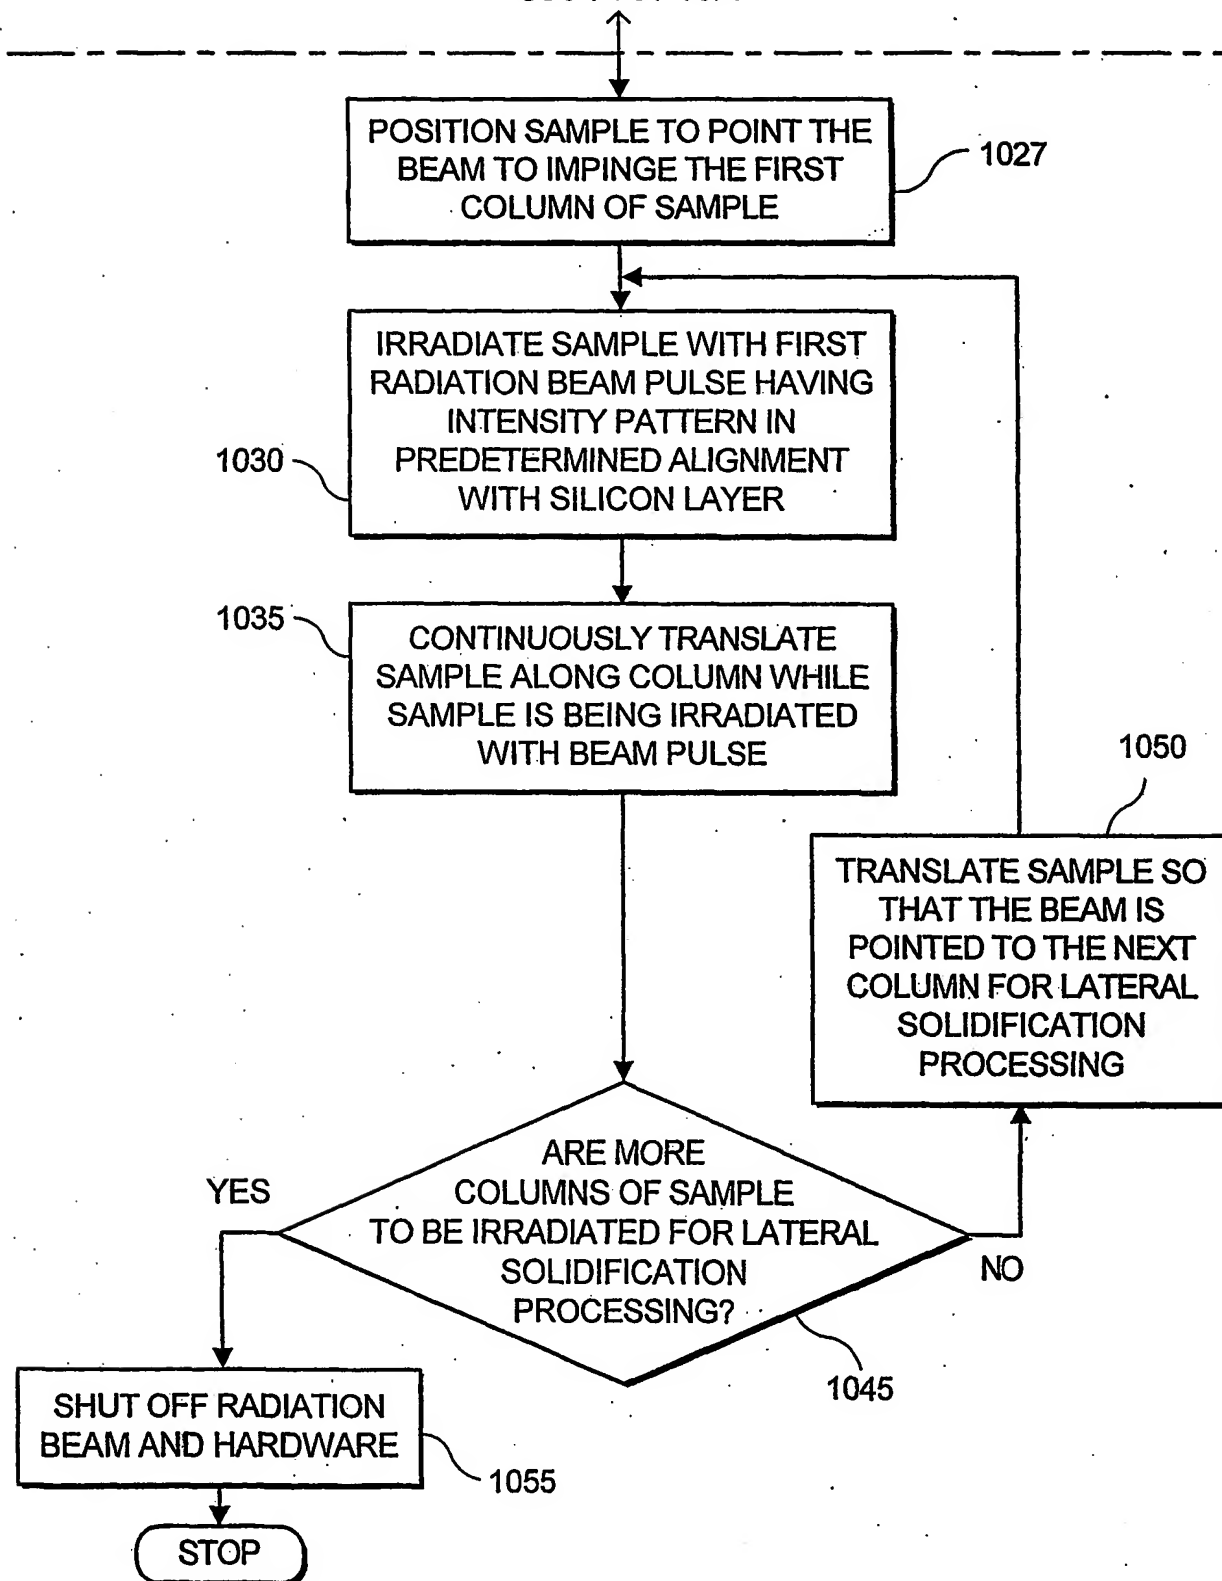 POSITION SAMPLE TO POINT THE
BEAM TO IMPINGE THE FIRST
COLUMN OF SAMPLE
1027
IRRADIATE SAMPLE WITH FIRST
RADIATION BEAM PULSE HAVING
INTENSITY PATTERN IN
PREDETERMINED ALIGNMENT
WITH SILICON LAYER
1030
1035
CONTINUOUSLY TRANSLATE
SAMPLE ALONG COLUMN WHILE
SAMPLE IS BEING IRRADIATED
WITH BEAM PULSE
1050
TRANSLATE SAMPLE SO
THAT THE BEAM IS
POINTED TO THE NEXT
COLUMN FOR LATERAL
SOLIDIFICATION
PROCESSING
ARE MORE
COLUMNS OF SAMPLE
TO BE IRRADIATED FOR LATERAL
SOLIDIFICATION
PROCESSING?
YES
NO
1045
SHUT OFF RADIATION
BEAM AND HARDWARE
1055
STOP